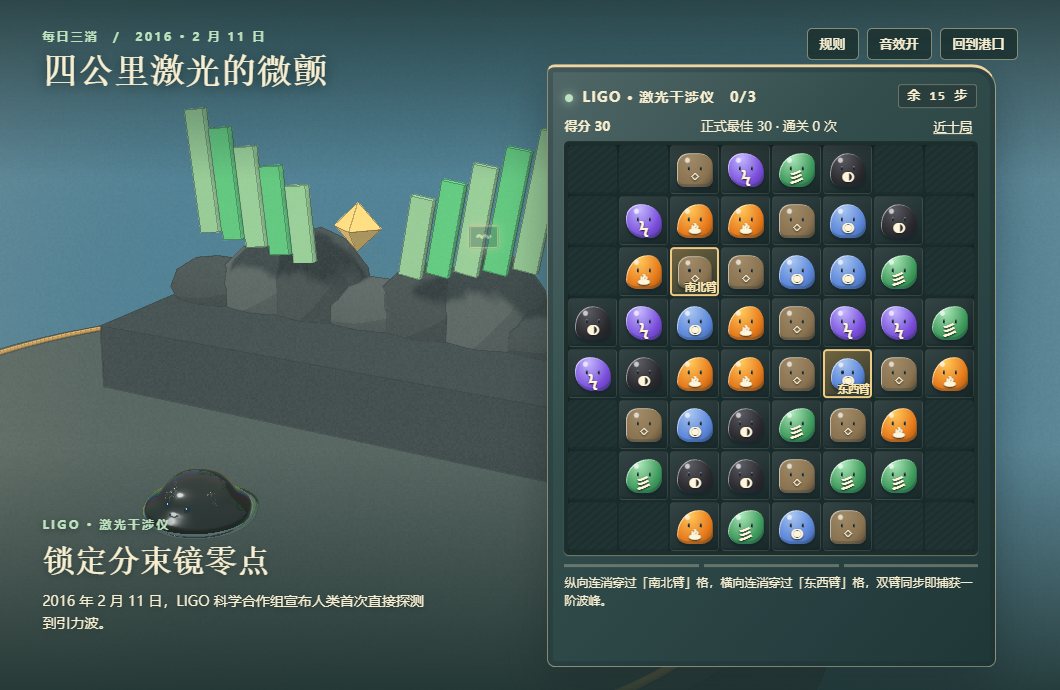 每日三消 / 2016·2月11日
四公里激光的微颤
规则 音效开 回到港口
LIGO·激光干涉仪 0/3 余 15 步
得分 30 正式最佳 30·通关 0 次 近十局
南北臂
东西臂
纵向连消穿过「南北臂」格，横向连消穿过「东西臂」格，双臂同步即捕获一
阶波峰。
LIGO·激光干涉仪
锁定分束镜零点
2016 年 2 月 11 日，LIGO 科学合作组宣布人类首次直接探测
到引力波。